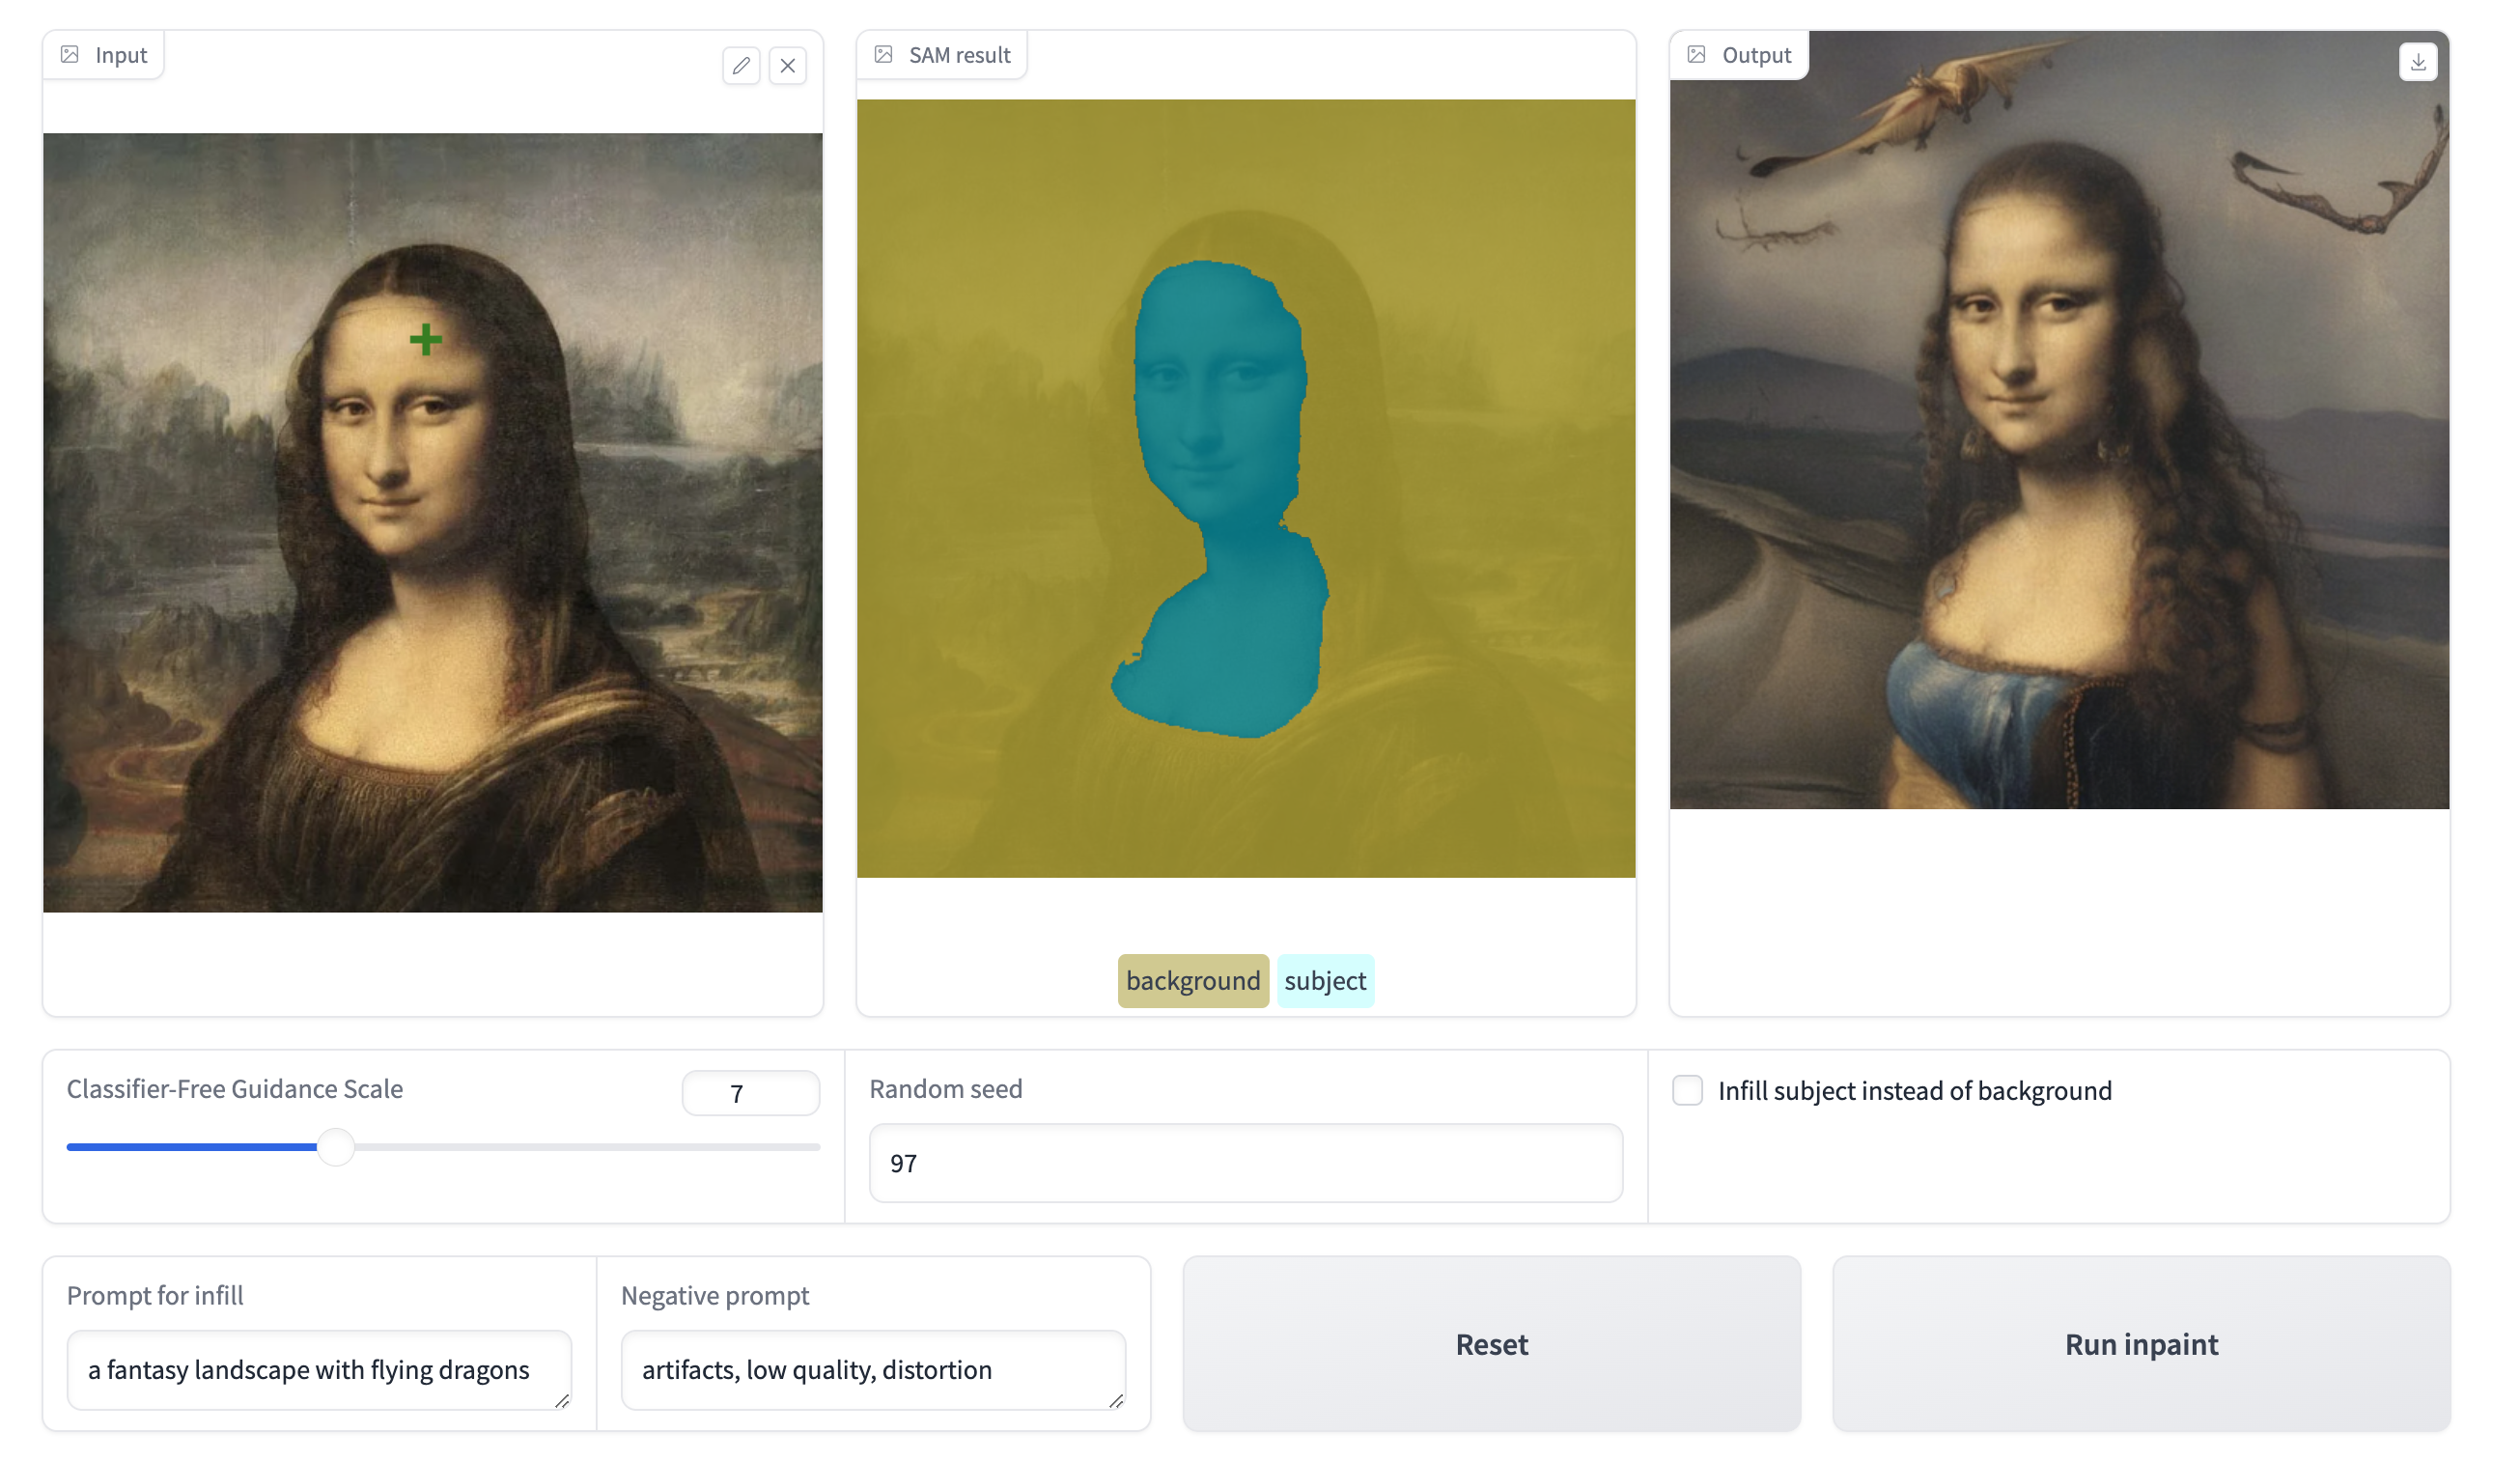 Input
SAM result
Output
background subject
Classifier-Free Guidance Scale
7
Random seed
97
Infill subject instead of background
Prompt for infill
a fantasy landscape with flying dragons
Negative prompt
artifacts, low quality, distortion
Reset
Run inpaint